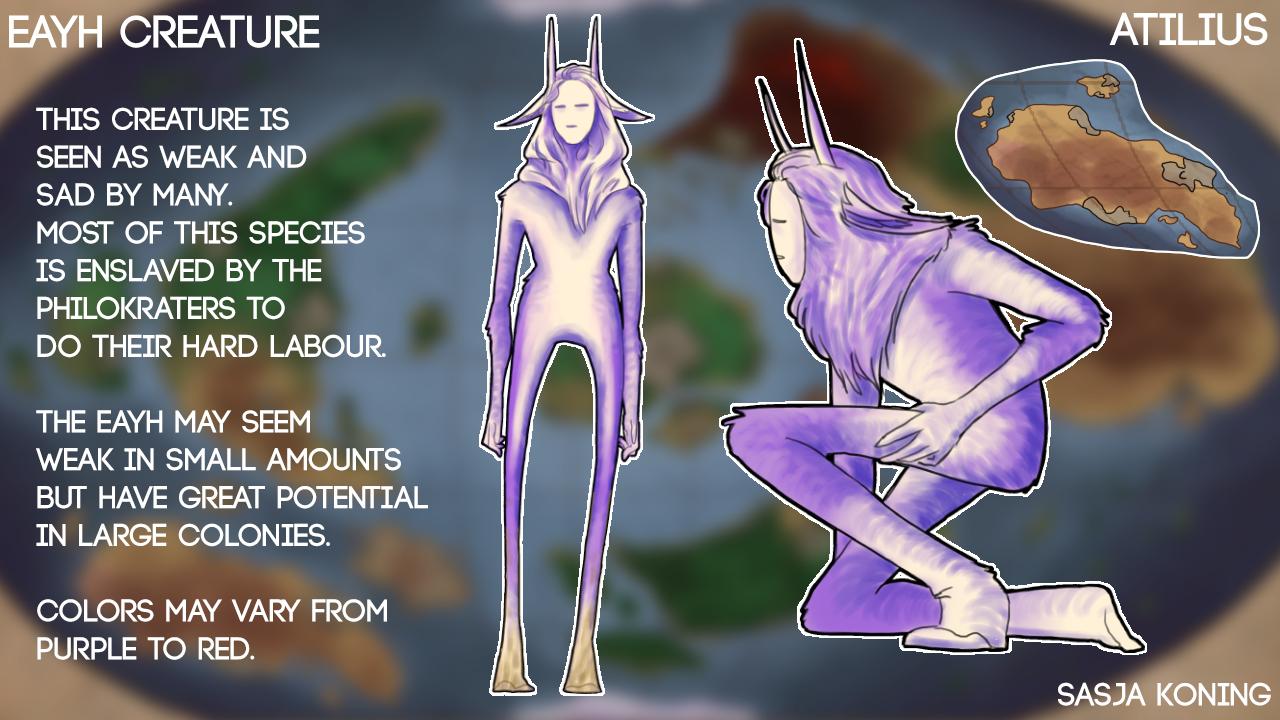 EAYH CREATURE
ATILIUS
THIS CREATURE IS
SEEN AS WEAK AND
SAD BY MANY.
MOST OF THIS SPECIES
IS ENSLAVED BY THE
PHILOKRATERS TO
DO THEIR HARD LABOUR.
THE EAYH MAY SEEM
WEAK IN SMALL AMOUNTS
BUT HAVE GREAT POTENTIAL
IN LARGE COLONIES.
COLORS MAY VARY FROM
PURPLE TO RED.
SASJA KONING